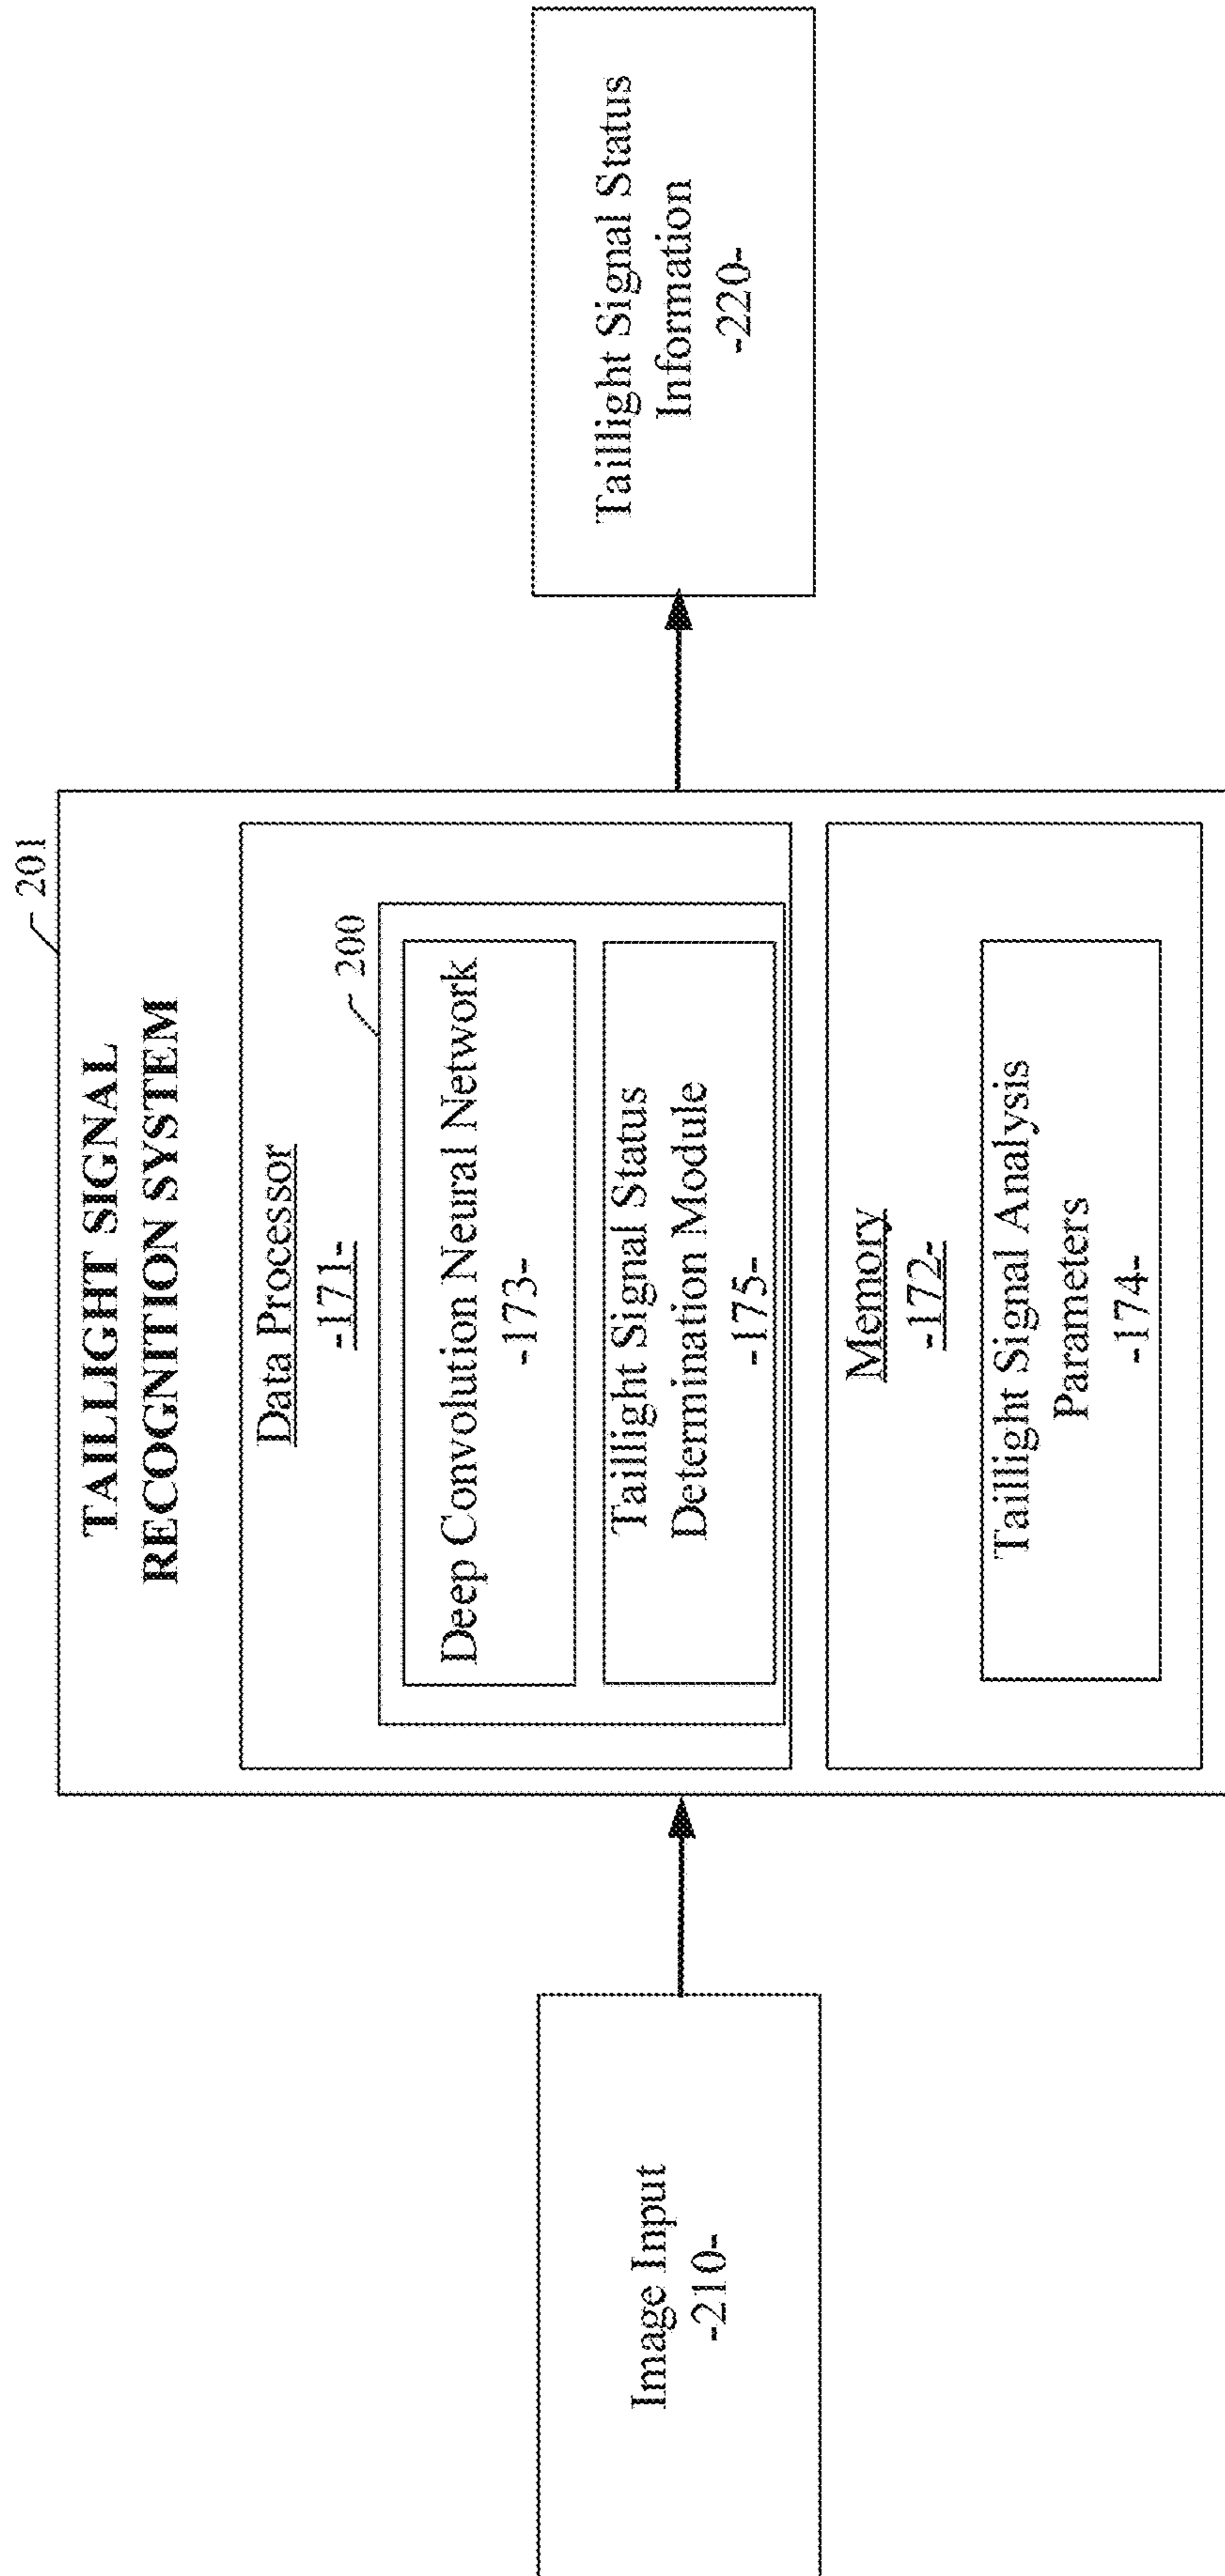 201
TAILLIGHT SIGNAL
RECOGNITION SYSTEM
Data Processor
-171-
200
Deep Convolution Neural Network
-173-
Taillight Signal Status
Determination Module
-175-
Memory
-172-
Taillight Signal Analysis
Parameters
-174-
Image Input
-210-
Taillight Signal Status
Information
-220-